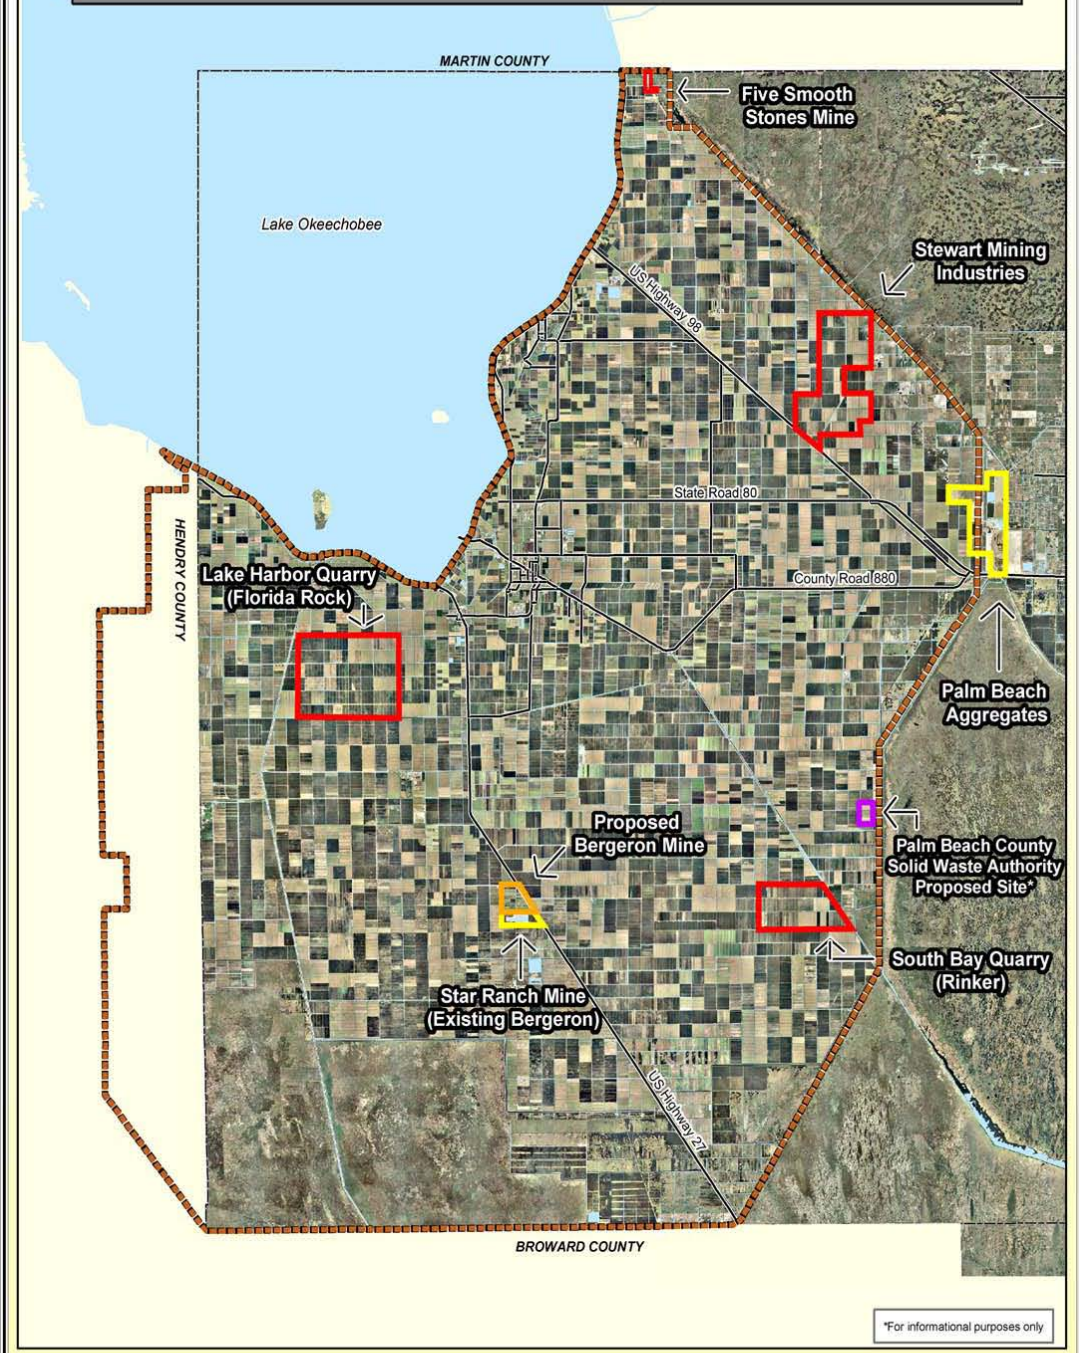 MARTIN COUNTY
Five Smooth
Stones Mine
Lake Okeechobee
Stewart Mining
Industries
US Highway 98
State Road 80
HENDRY COUNTY
Lake Harbor Quarry
(Florida Rock)
County Road 880
Palm Beach
Aggregates
Proposed
Bergeron Mine
Palm Beach County
Solid Waste Authority
Proposed Site*
South Bay Quarry
(Rinker)
Star Ranch Mine
(Existing Bergeron)
US Highway 27
BROWARD COUNTY
*For informational purposes only